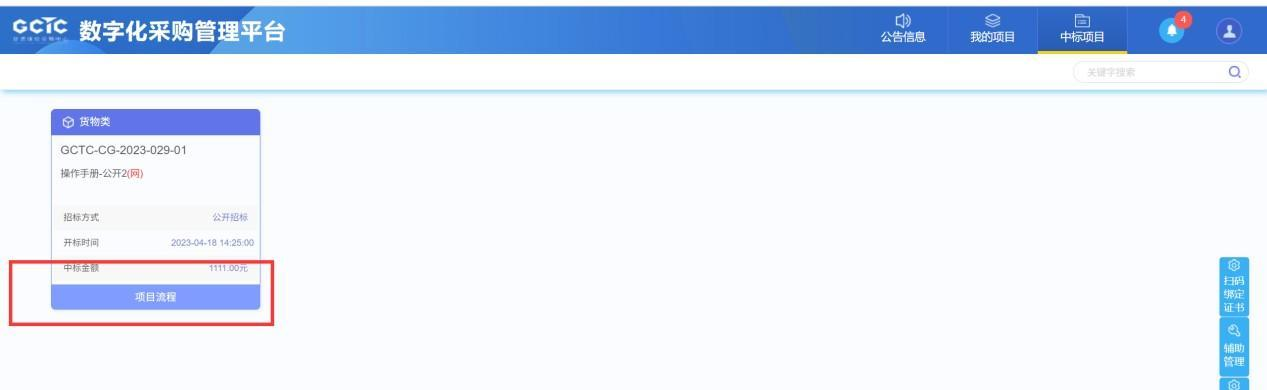 GCTC
数字化采购管理平台
公告信息
我的项目
中标项目
4
关键字搜索
货物类
GCTC-CG-2023-029-01
操作手册-公开2(网)
招标方式 公开招标
开标时间 2023-04-18 14:25:00
中标金额 1111.00元
项目流程
扫码
绑定
证书
辅助
管理